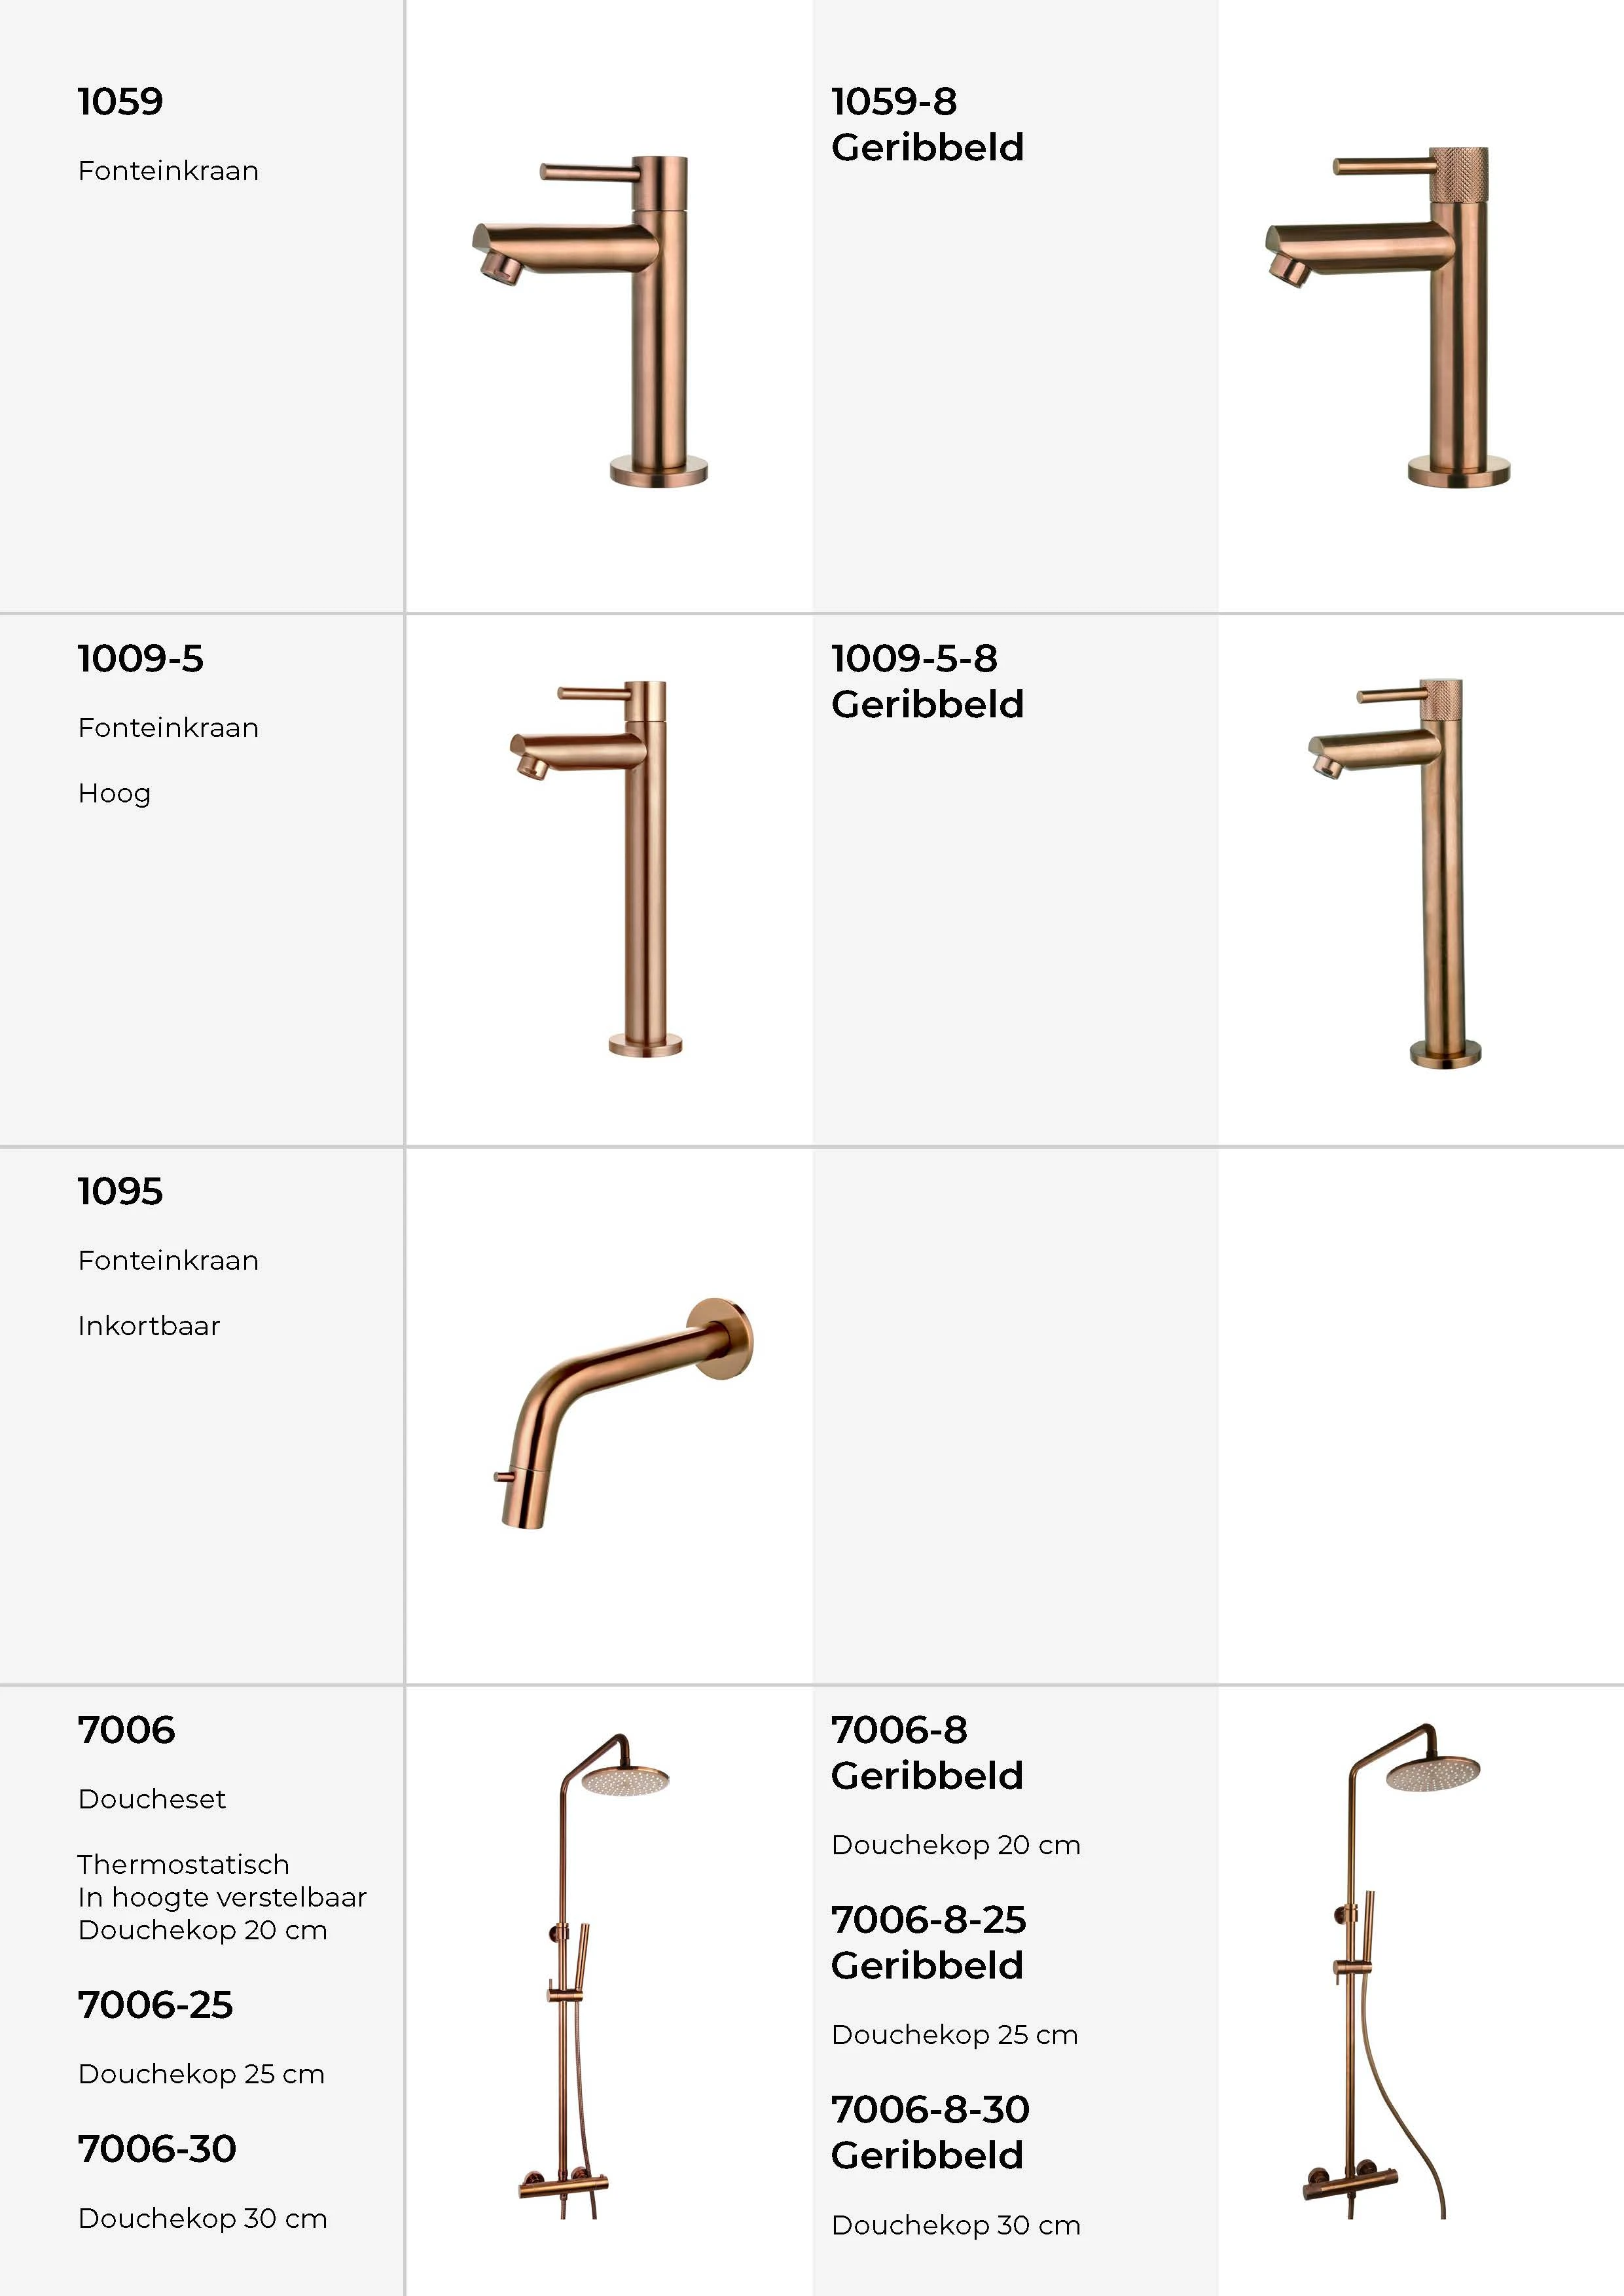 1059
Fonteinkraan
1059-8
Geribbeld
1009-5
Fonteinkraan
Hoog
1009-5-8
Geribbeld
1095
Fonteinkraan
Inkortbaar
7006
Doucheset
Thermostatisch
In hoogte verstelbaar
Douchekop 20 cm
7006-25
Douchekop 25 cm
7006-30
Douchekop 30 cm
7006-8
Geribbeld
Douchekop 20 cm
7006-8-25
Geribbeld
Douchekop 25 cm
7006-8-30
Geribbeld
Douchekop 30 cm